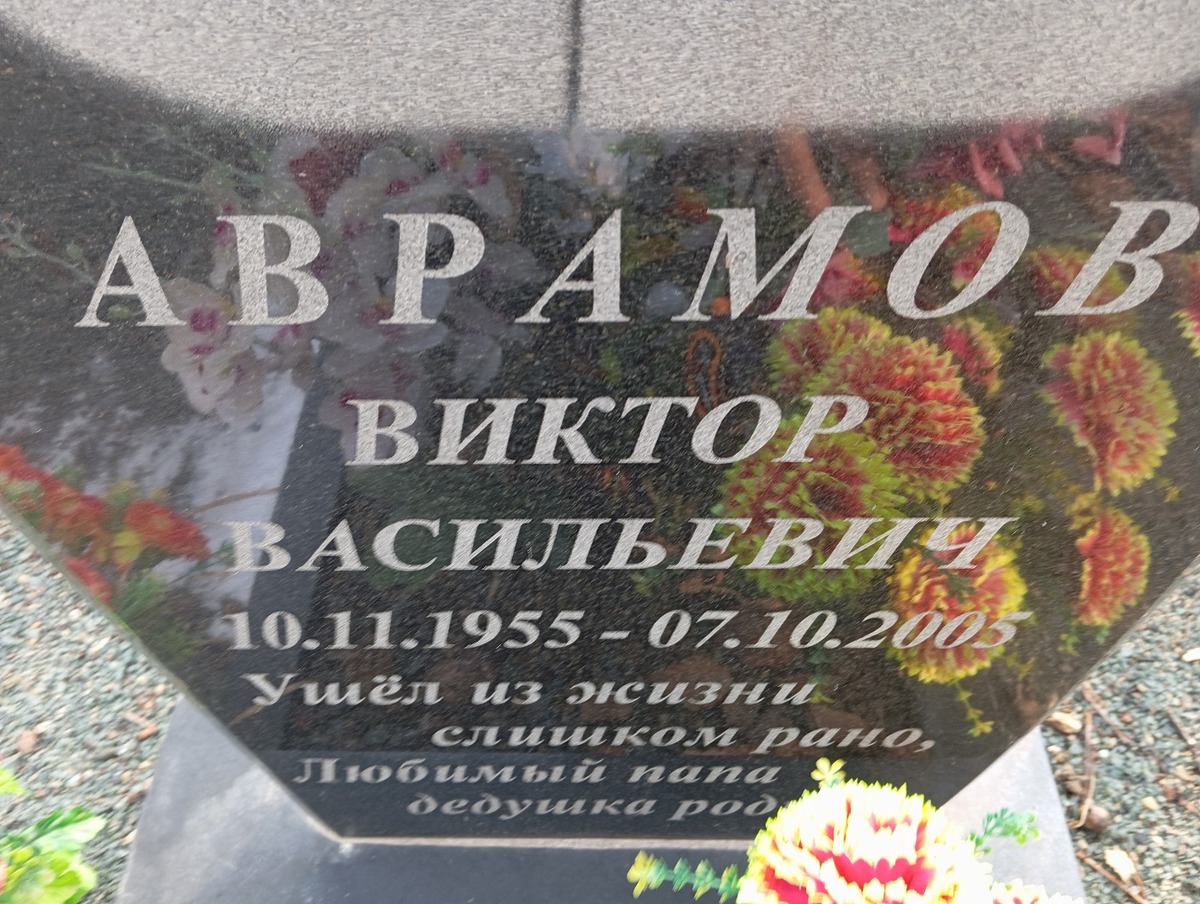 АВРАМОВ
ВИКТОР
ВАСИЛЬЕВИЧ
10.11.1955 – 07.10.2005
Ушёл из жизни
слишком рано,
Любимый папа
дедушка